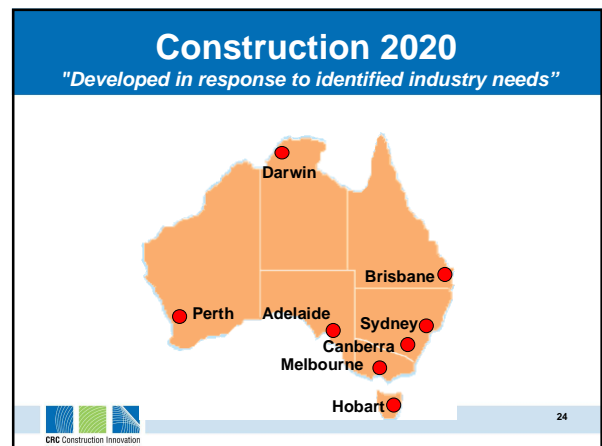 Construction 2020
"Developed in response to identified industry needs”
Darwin
Brisbane
Perth
Adelaide
Sydney
Canberra
Melbourne
Hobart
CRC Construction Innovation
24